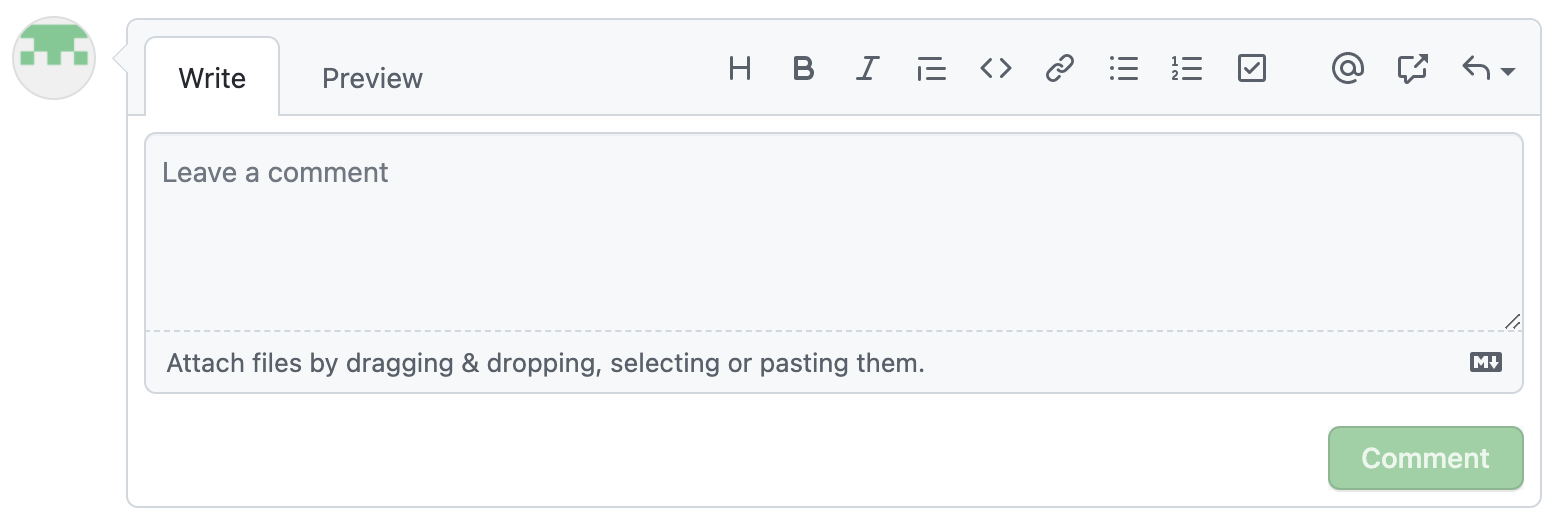 Write Preview H B I
Leave a comment
Attach files by dragging & dropping, selecting or pasting them. M
Comment